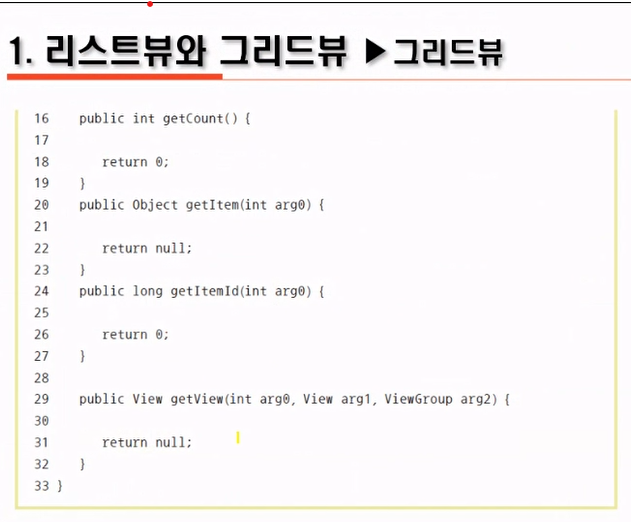 1. 리스트뷰와 그리드뷰 ▶그리드뷰
16 public int getCount() {
17
18 return 0;
19 }
20 public Object getItem(int arg0) {
21
22 return null;
23 }
24 public long getItemId(int arg0) {
25
26 return 0;
27 }
28
29 public View getView(int arg0, View arg1, ViewGroup arg2) {
30
31 return null;
32 }
33 }